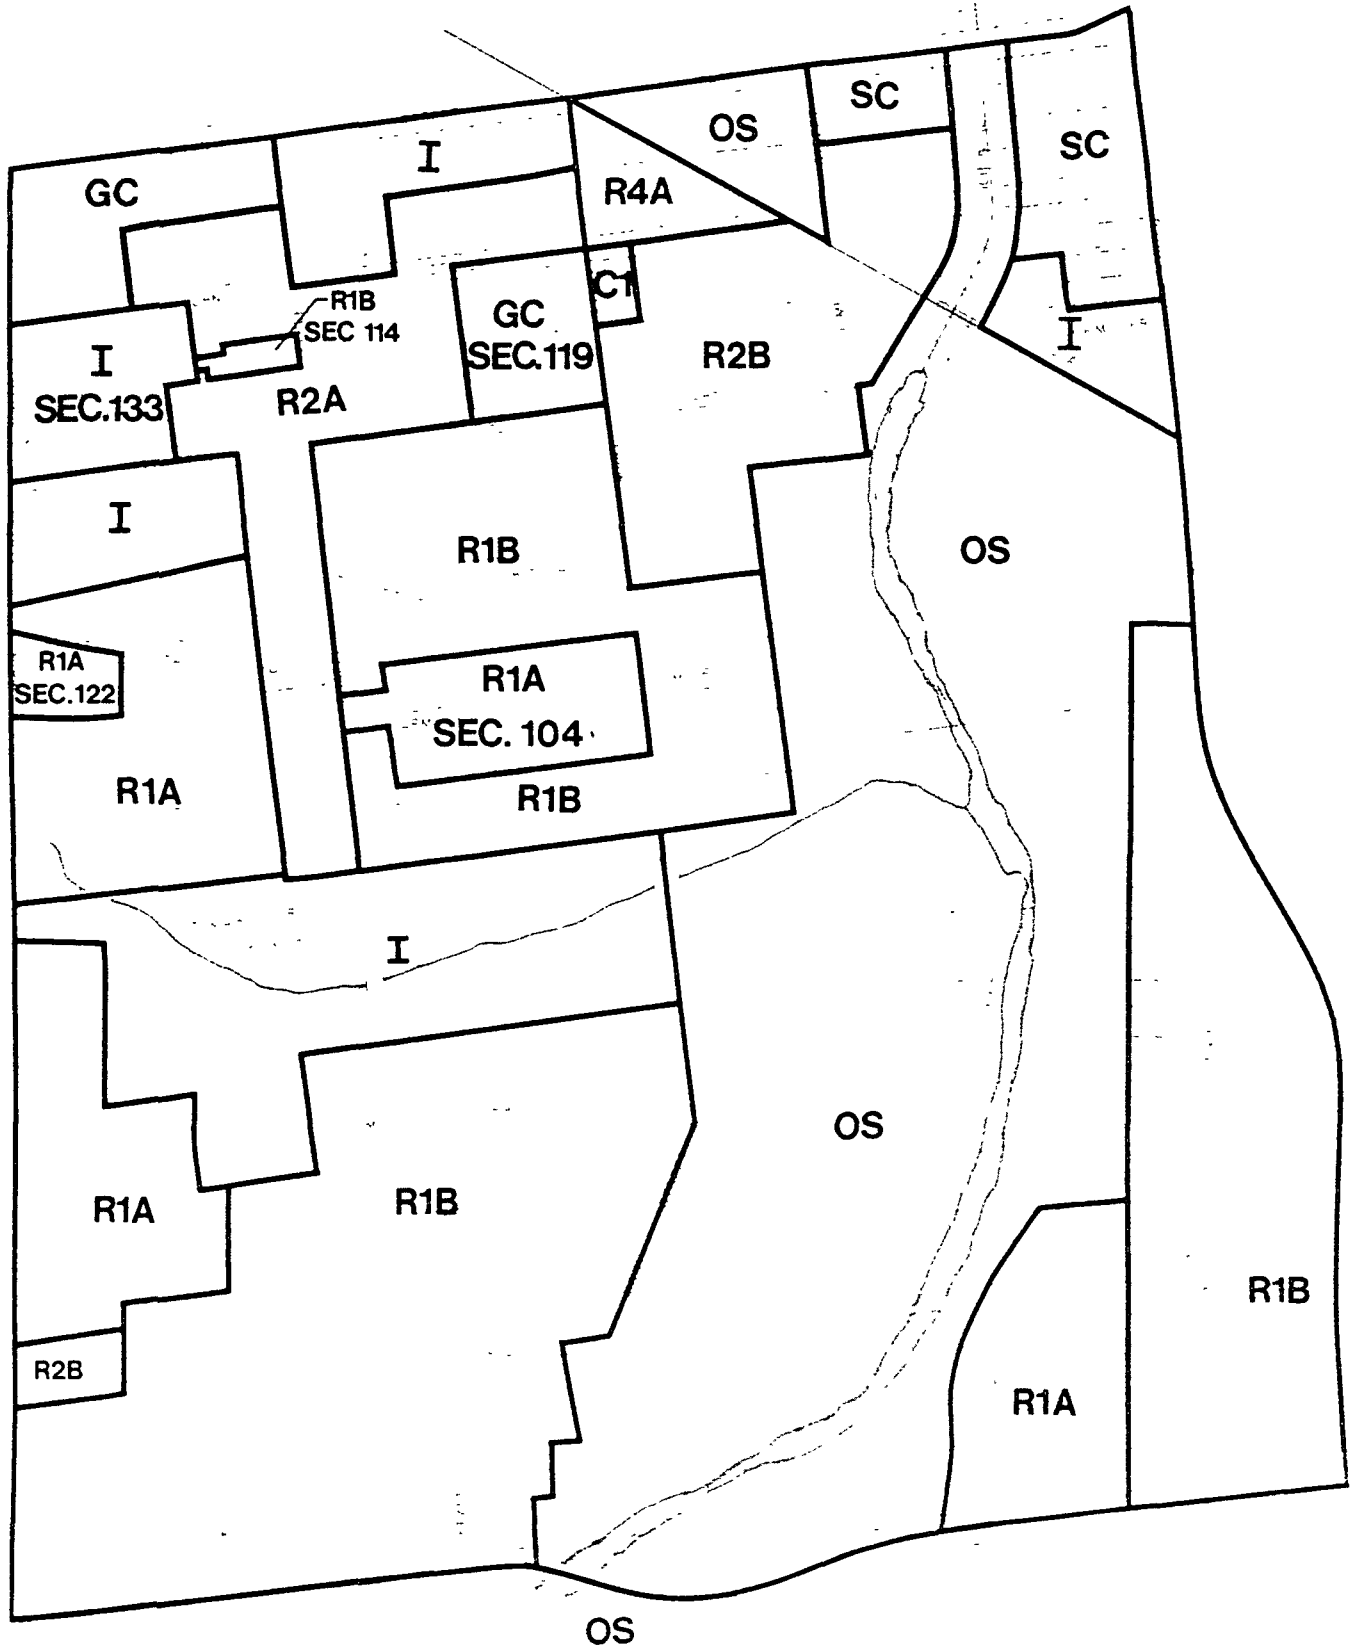 SC
OS
SC
I
GC
R4A
C1
R1B
SEC 114
GC
SEC.119
I
I
SEC.133
R2B
R2A
I
R1B
OS
R1A
SEC.122
R1A
SEC. 104
R1A
R1B
I
OS
R1A
R1B
R1B
R2B
R1A
OS